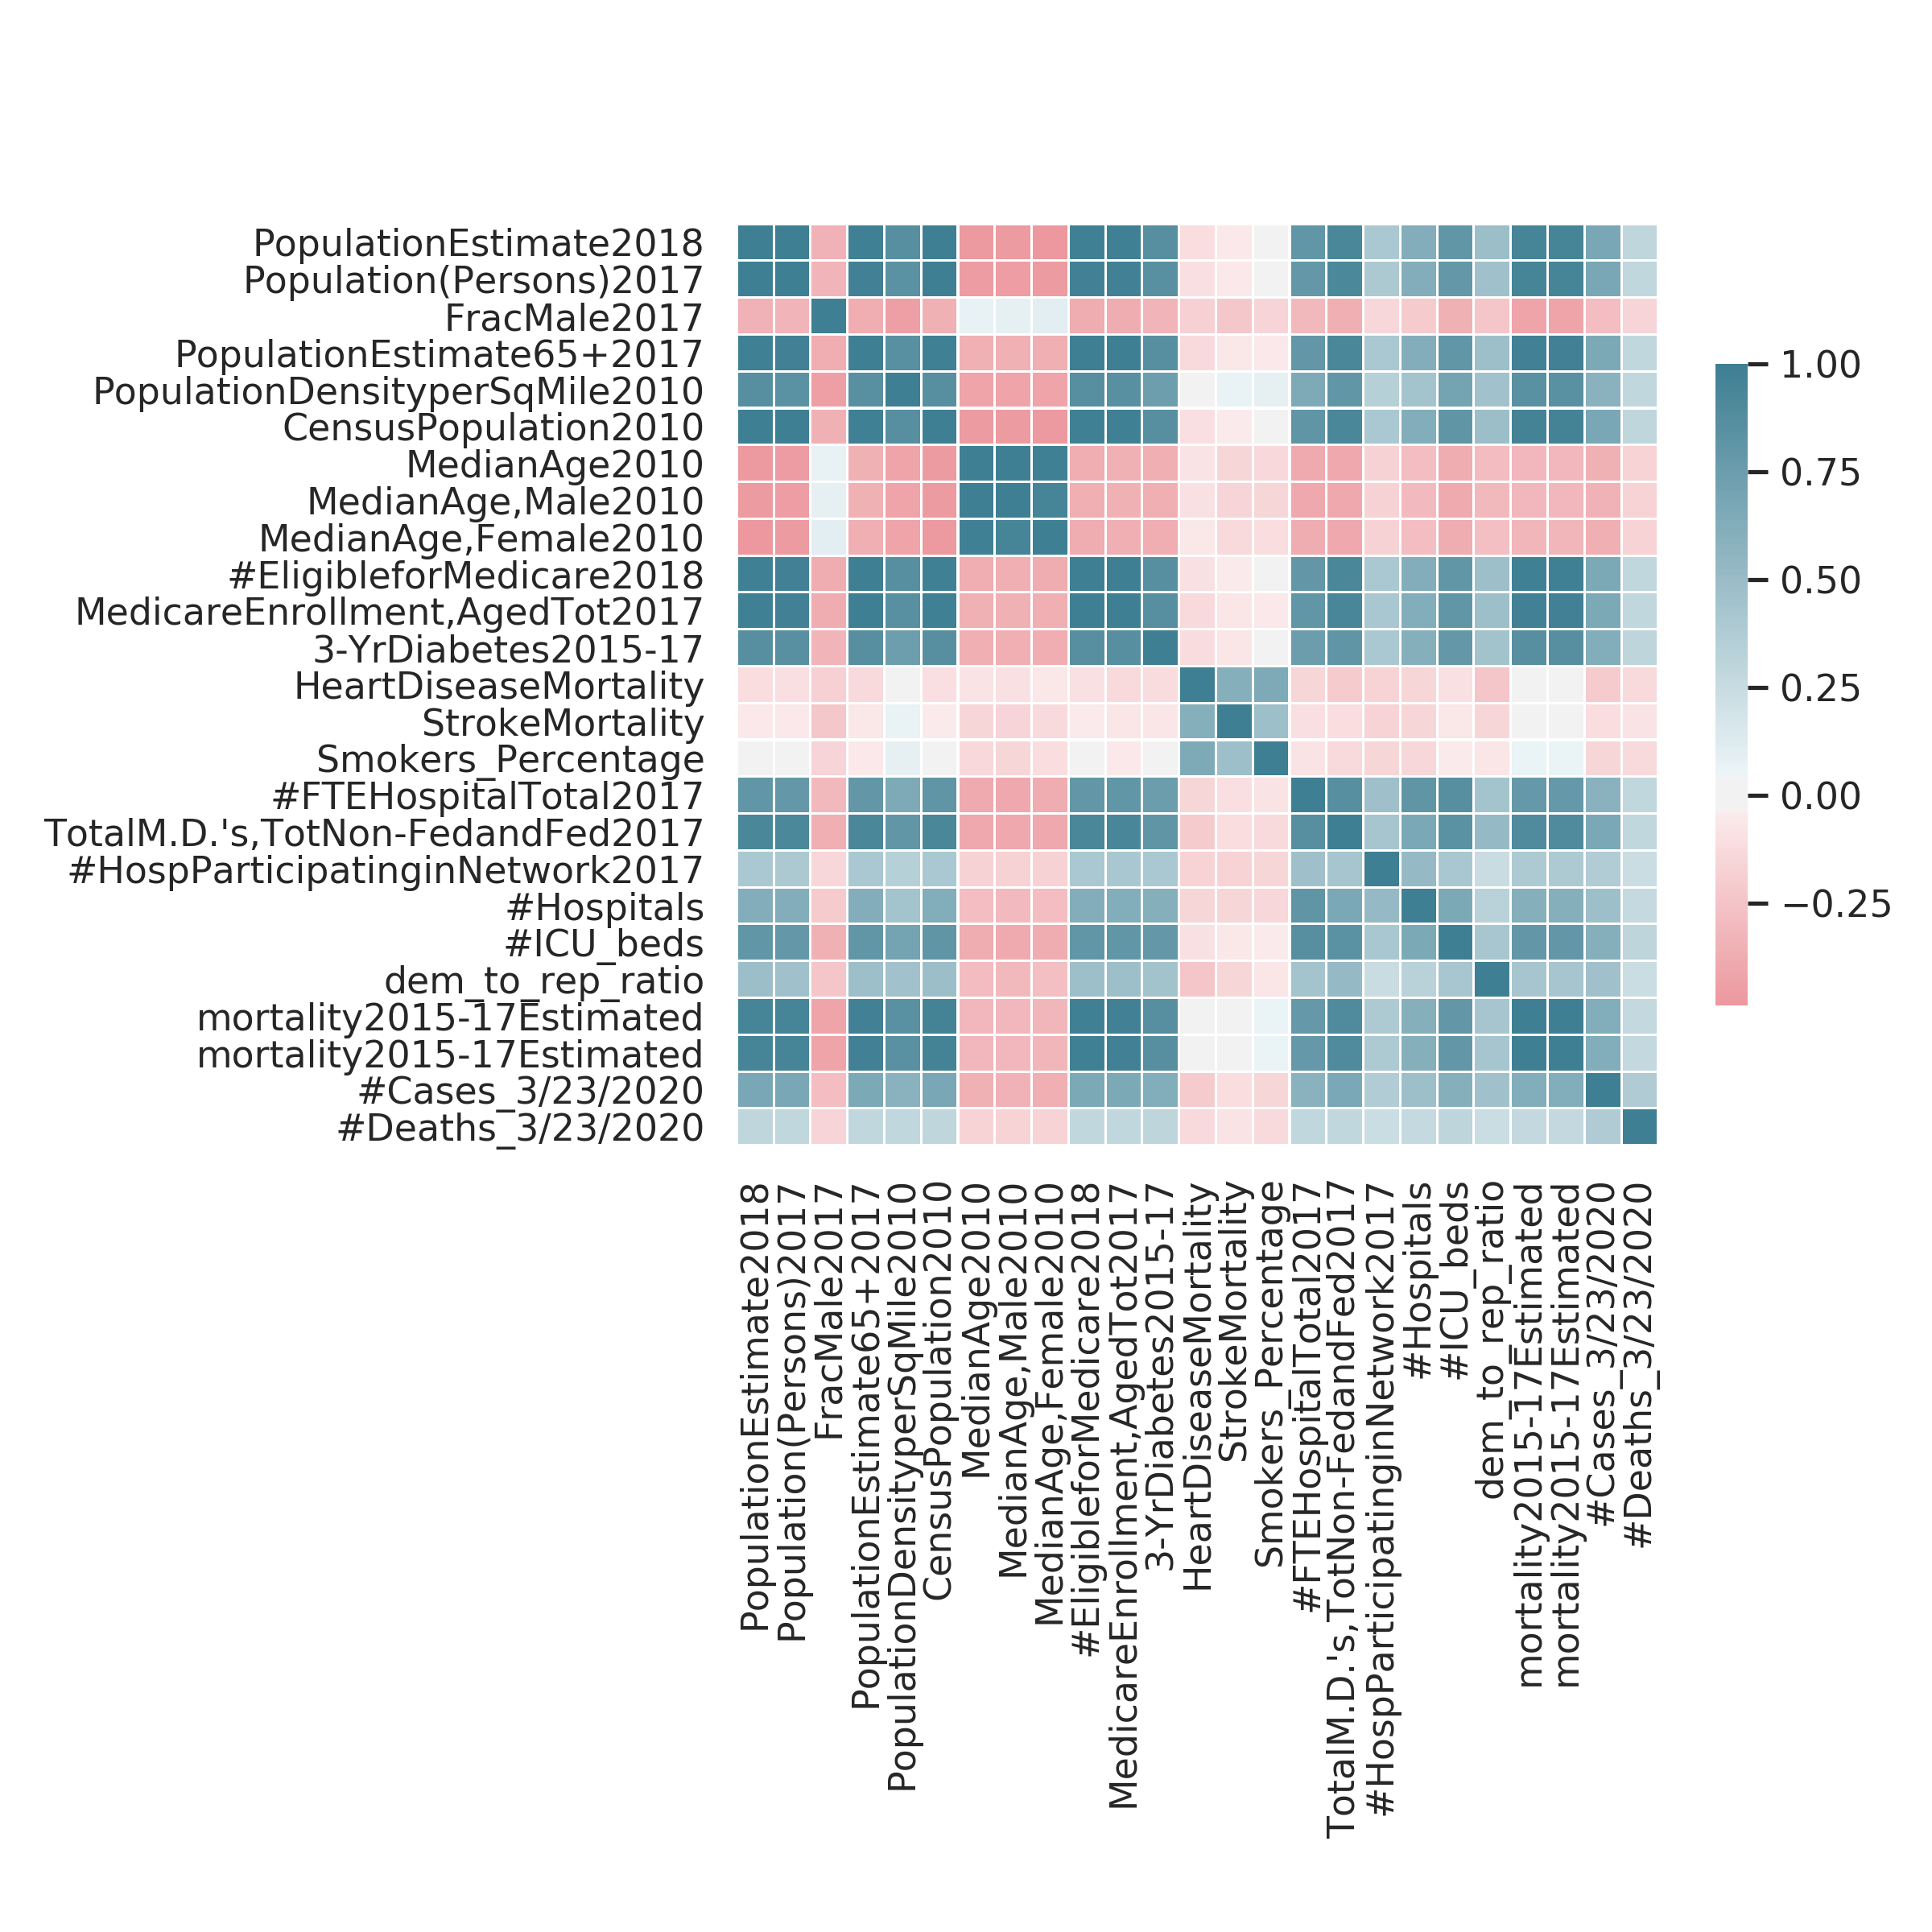 PopulationEstimate2018
Population(Persons)2017
FracMale2017
PopulationEstimate65+2017
PopulationDensityperSqMile2010
CensusPopulation2010
MedianAge2010
MedianAge,Male2010
MedianAge,Female2010
#EligibleforMedicare2018
MedicareEnrollment,AgedTot2017
3-YrDiabetes2015-17
HeartDiseaseMortality
StrokeMortality
Smokers_Percentage
#FTEHospitalTotal2017
TotalM.D.'s,TotNon-FedandFed2017
#HospParticipatinginNetwork2017
#Hospitals
#ICU_beds
dem_to_rep_ratio
mortality2015-17Estimated
mortality2015-17Estimated
#Cases_3/23/2020
#Deaths_3/23/2020
1.00
0.75
0.50
0.25
0.00
−0.25
PopulationEstimate2018
Population(Persons)2017
FracMale2017
PopulationEstimate65+2017
PopulationDensityperSqMile2010
CensusPopulation2010
MedianAge2010
MedianAge,Male2010
MedianAge,Female2010
#EligibleforMedicare2018
MedicareEnrollment,AgedTot2017
3-YrDiabetes2015-17
HeartDiseaseMortality
StrokeMortality
Smokers_Percentage
#FTEHospitalTotal2017
TotalM.D.'s,TotNon-FedandFed2017
#HospParticipatinginNetwork2017
#Hospitals
#ICU_beds
dem_to_rep_ratio
mortality2015-17Estimated
mortality2015-17Estimated
#Cases_3/23/2020
#Deaths_3/23/2020